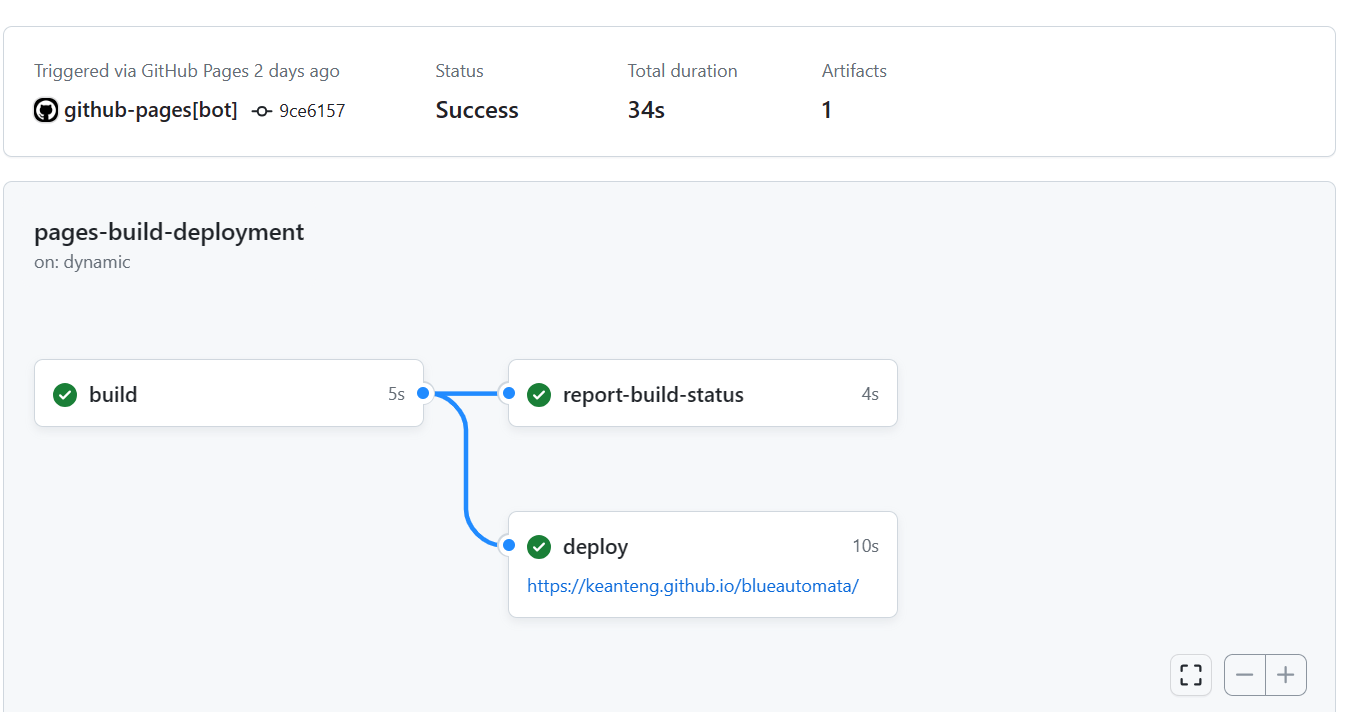 Triggered via GitHub Pages 2 days ago
github-pages[bot] 9ce6157
Status
Success
Total duration
34s
Artifacts
1
pages-build-deployment
on: dynamic
build 5s
report-build-status 4s
deploy 10s
https://keanteng.github.io/blueautomata/